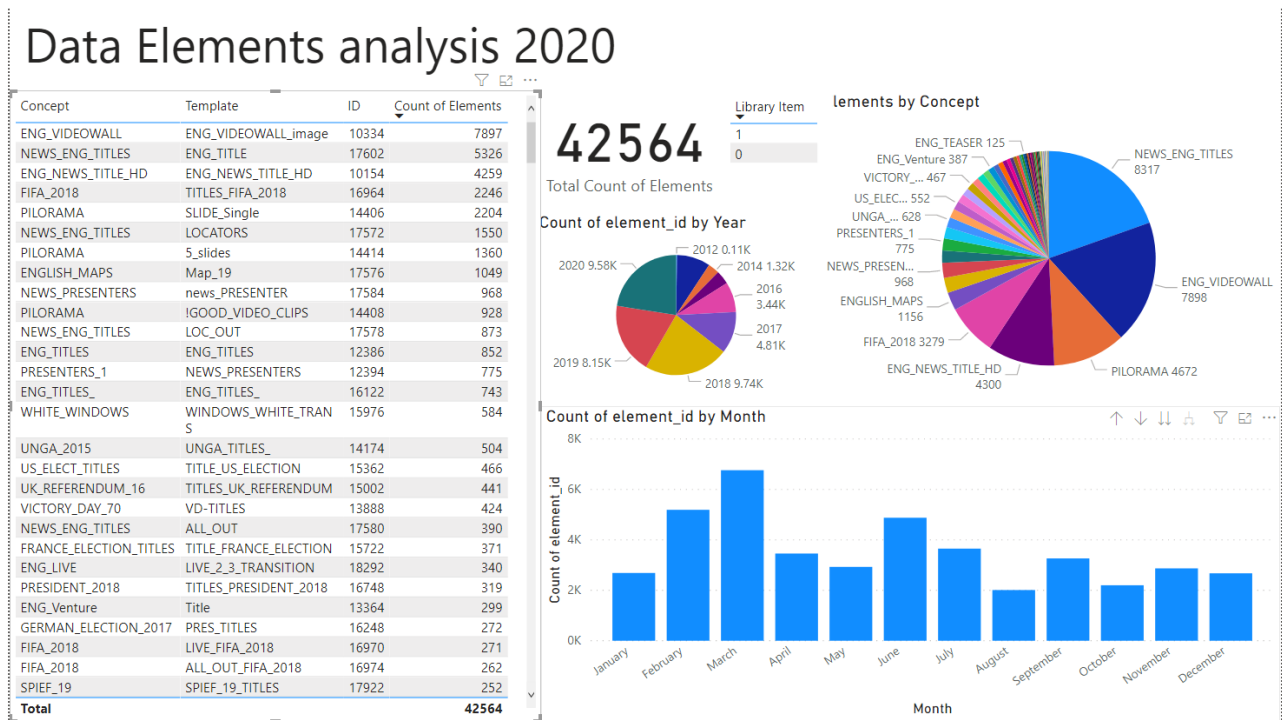 Data Elements analysis 2020
Concept Template ID Count of Elements
ENG_VIDEOWALL ENG_VIDEOWALL_image 10334 7897
NEWS_ENG_TITLES ENG_TITLE 17602 5326
ENG_NEWS_TITLE_HD ENG_NEWS_TITLE_HD 10154 4259
FIFA_2018 TITLES_FIFA_2018 16964 2246
PILORAMA SLIDE_Single 14406 2204
NEWS_ENG_TITLES LOCATORS 17572 1550
PILORAMA 5_slides 14414 1360
ENGLISH_MAPS Map_19 17576 1049
NEWS_PRESENTERS news_PRESENTER 17584 968
PILORAMA !GOOD_VIDEO_CLIPS 14408 928
NEWS_ENG_TITLES LOC_OUT 17578 873
ENG_TITLES ENG_TITLES 12386 852
PRESENTERS_1 NEWS_PRESENTERS 12394 775
ENG_TITLES_ ENG_TITLES_ 16122 743
WHITE_WINDOWS WINDOWS_WHITE_TRAN 15976 584
S
UNGA_2015 UNGA_TITLES_ 14174 504
US_ELECT_TITLES TITLE_US_ELECTION 15362 466
UK_REFERENDUM_16 TITLES_UK_REFERENDUM 15002 441
VICTORY_DAY_70 VD-TITLES 13888 424
NEWS_ENG_TITLES ALL_OUT 17580 390
FRANCE_ELECTION_TITLES TITLE_FRANCE_ELECTION 15722 371
ENG_LIVE LIVE_2_3_TRANSITION 18292 340
PRESIDENT_2018 TITLES_PRESIDENT_2018 16748 319
ENG_Venture Title 13364 299
GERMAN_ELECTION_2017 PRES_TITLES 16248 272
FIFA_2018 LIVE_FIFA_2018 16970 271
FIFA_2018 ALL_OUT_FIFA_2018 16974 262
SPIEF_19 SPIEF_19_TITLES 17922 252
Total 42564
42564
Total Count of Elements
Library Item
1
0
Count of element_id by Year
2012 0.11K
2014 1.32K
2016
3.44K
2017
4.81K
2018 9.74K
2019 8.15K
2020 9.58K
lements by Concept
NEWS_ENG_TITLES
8317
ENG_VIDEOWALL
7898
PILORAMA 4672
ENG_NEWS_TITLE_HD
4300
FIFA_2018 3279
ENGLISH_MAPS
1156
NEWS_PRESEN...
968
PRESENTERS_1
775
UNGA_... 628
US_ELEC... 552
VICTORY_... 467
ENG_Venture 387
ENG_TEASER 125
Count of element_id by Month
Count of element_id
8K
6K
4K
2K
0K
January February March April May June July August September October November December
Month